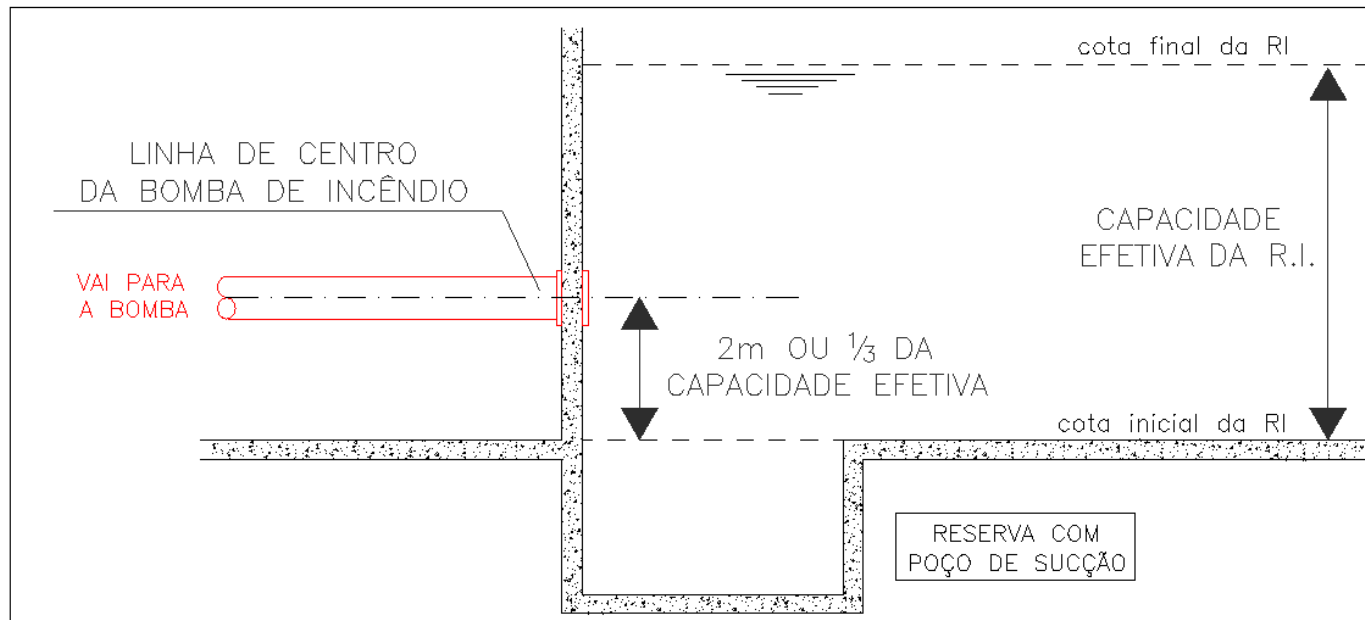 cota final da RI
LINHA DE CENTRO
DA BOMBA DE INCÊNDIO
CAPACIDADE
EFETIVA DA R.I.
VAI PARA
A BOMBA
2m OU ⅓ DA
CAPACIDADE EFETIVA
cota inicial da RI
RESERVA COM
POÇO DE SUCÇÃO